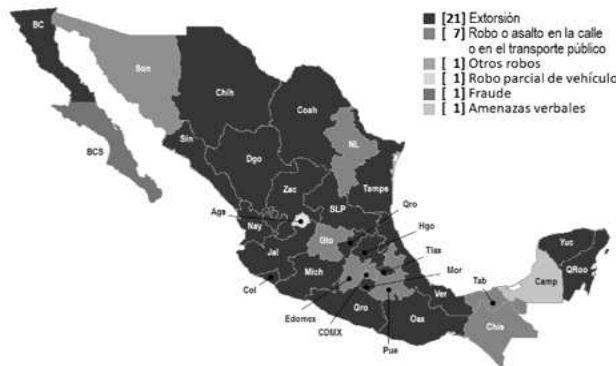 [21] Extorsión
[ 7] Robo o asalto en la calle
o en el transporte público
[ 1] Otros robos
[ 1] Robo parcial de vehículo
[ 1] Fraude
[ 1] Amenazas verbales
BC
Son
Chih
Coah
BCS
Sin
Dgo
NL
Zac
Tamps
SLP
Ags
Nay
Qro
Hgo
Gto
Jal
Tlax
Mich
Mor
Col
Ver
Edomex
CDMX
Gro
Pue
Oax
Tab
Chis
Camp
Yuc
QRoo